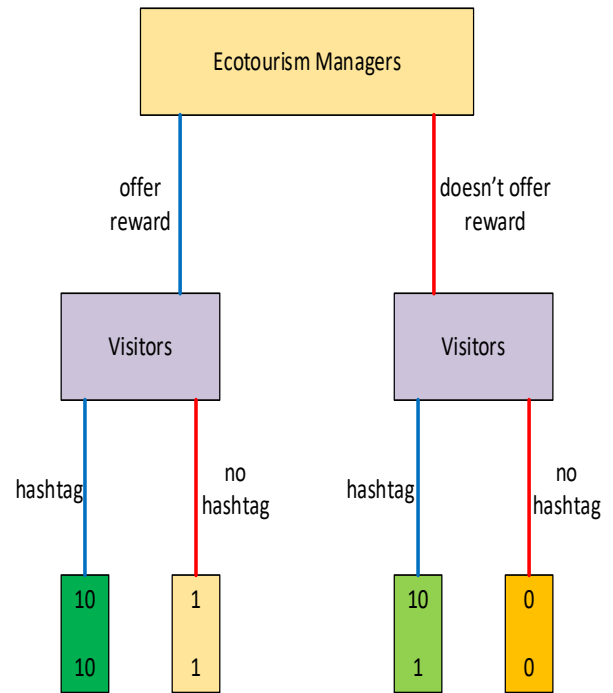 Ecotourism Managers
offer
reward
doesn't offer
reward
Visitors
Visitors
hashtag
no
hashtag
hashtag
no
hashtag
10
1
10
0
10
1
1
0